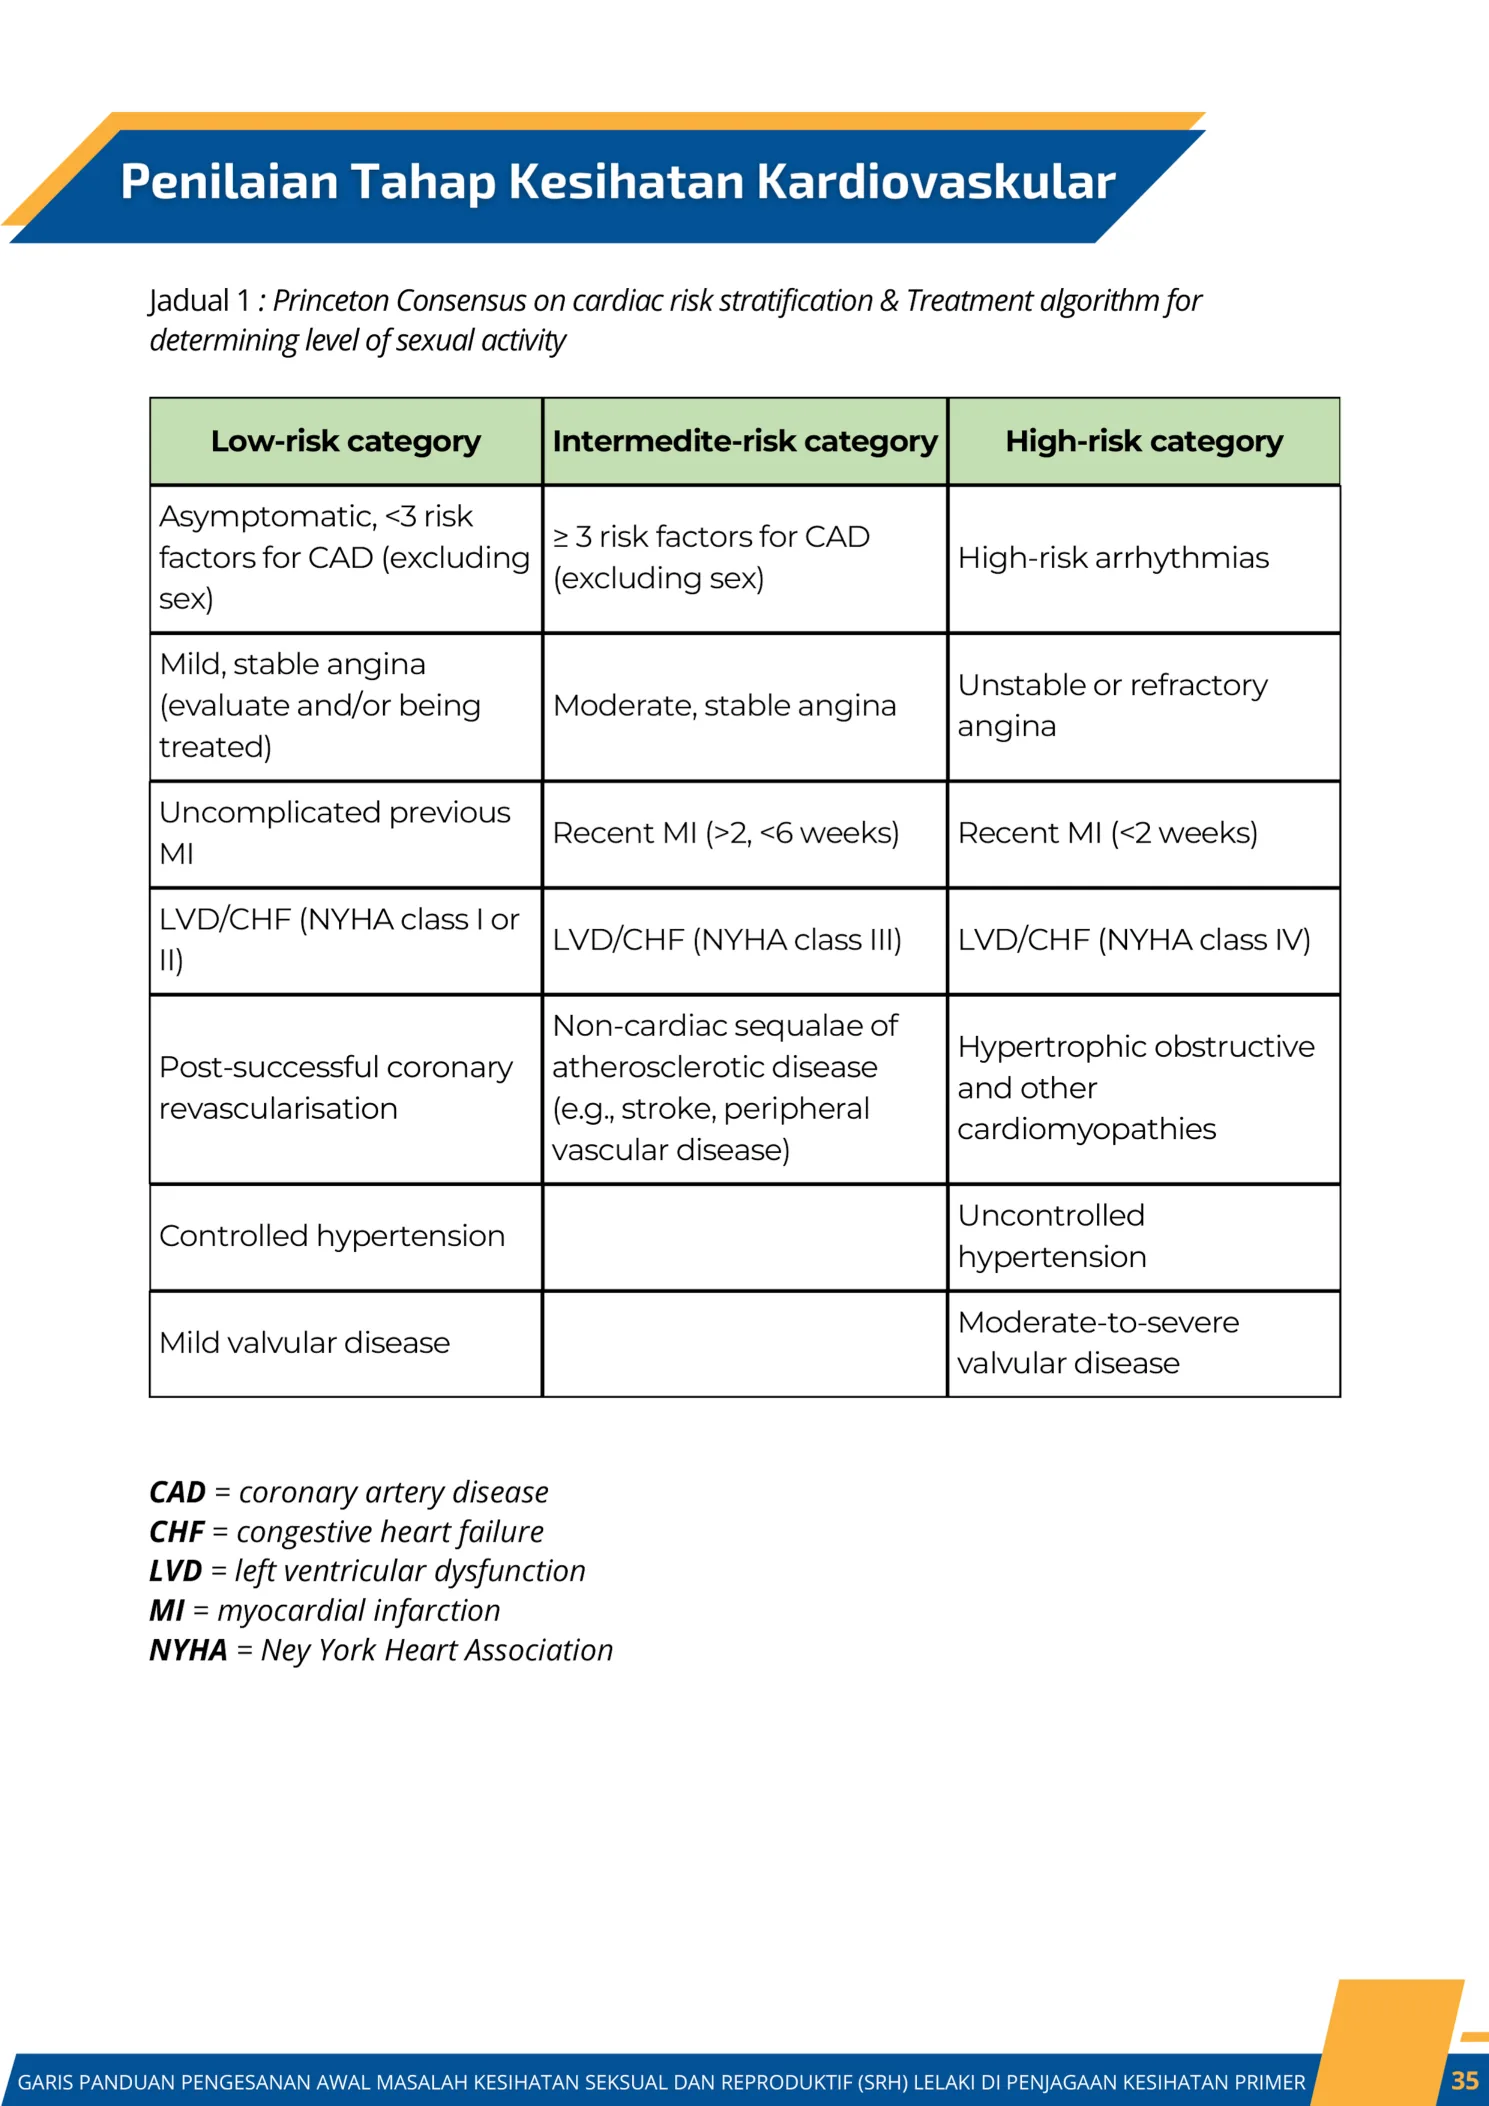 Penilaian Tahap Kesihatan Kardiovaskular
Jadual 1 : Princeton Consensus on cardiac risk stratification & Treatment algorithm for
determining level of sexual activity
Low-risk category
Intermedite-risk category
High-risk category
Asymptomatic, <3 risk
factors for CAD (excluding
sex)
≥ 3 risk factors for CAD
(excluding sex)
High-risk arrhythmias
Mild, stable angina
(evaluate and/or being
treated)
Moderate, stable angina
Unstable or refractory
angina
Uncomplicated previous
MI
Recent MI (>2, <6 weeks)
Recent MI (<2 weeks)
LVD/CHF (NYHA class I or
II)
LVD/CHF (NYHA class III)
LVD/CHF (NYHA class IV)
Post-successful coronary
revascularisation
Non-cardiac sequalae of
atherosclerotic disease
(e.g., stroke, peripheral
vascular disease)
Hypertrophic obstructive
and other
cardiomyopathies
Controlled hypertension
Uncontrolled
hypertension
Mild valvular disease
Moderate-to-severe
valvular disease
CAD = coronary artery disease
CHF = congestive heart failure
LVD = left ventricular dysfunction
MI = myocardial infarction
NYHA = Ney York Heart Association
GARIS PANDUAN PENGESANAN AWAL MASALAH KESIHATAN SEKSUAL DAN REPRODUKTIF (SRH) LELAKI DI PENJAGAAN KESIHATAN PRIMER
35